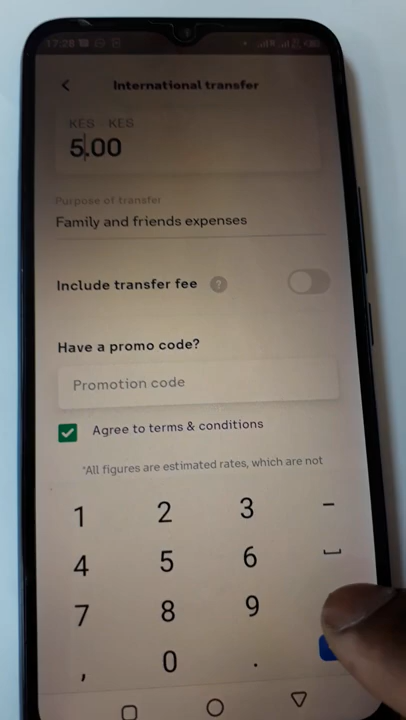 17:28
International transfer
KES - KES
5.00
Purpose of transfer
Family and friends expenses
Include transfer fee ?
Have a promo code?
Promotion code
Agree to terms & conditions
*All figures are estimated rates, which are not
1 2 3 –
4 5 6 ⎵
7 8 9
, 0 .